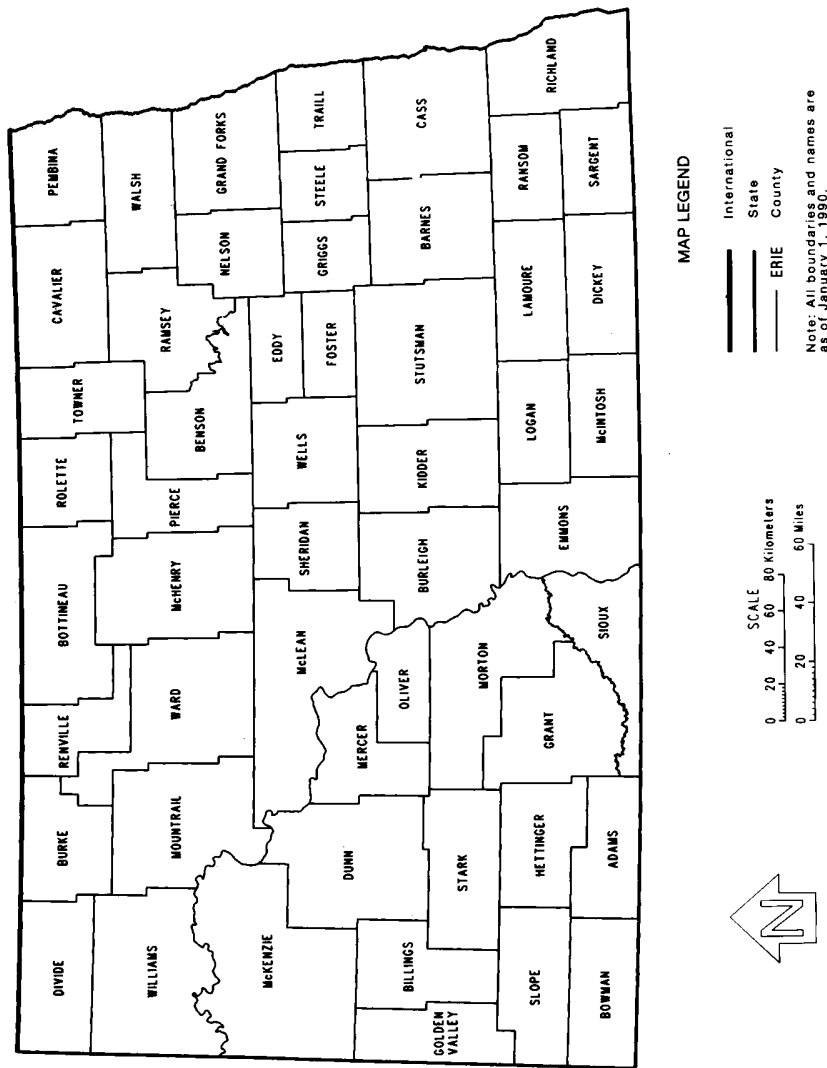 DIVIDE
BURKE
RENVILLE
BOTTINEAU
ROLETTE
TOWNER
CAVALIER
PEMBINA
WILLIAMS
MOUNTRAIL
WARD
McHENRY
PIERCE
BENSON
RAMSEY
WALSH
NELSON
GRAND FORKS
McKENZIE
DUNN
MERCER
OLIVER
McLEAN
SHERIDAN
WELLS
EDDY
FOSTER
GRIGGS
STEELE
TRAILL
GOLDEN
VALLEY
BILLINGS
STARK
MORTON
BURLEIGH
KIDDER
STUTSMAN
BARNES
CASS
SLOPE
HETTINGER
GRANT
SIOUX
EMMONS
LOGAN
LAMOURE
RANSOM
RICHLAND
BOWMAN
ADAMS
McINTOSH
DICKEY
SARGENT
N
SCALE
0 20 40 60 80 Kilometers
0 20 40 60 Miles
MAP LEGEND
International
State
ERIE County
Note: All boundaries and names are
as of January 1, 1990.